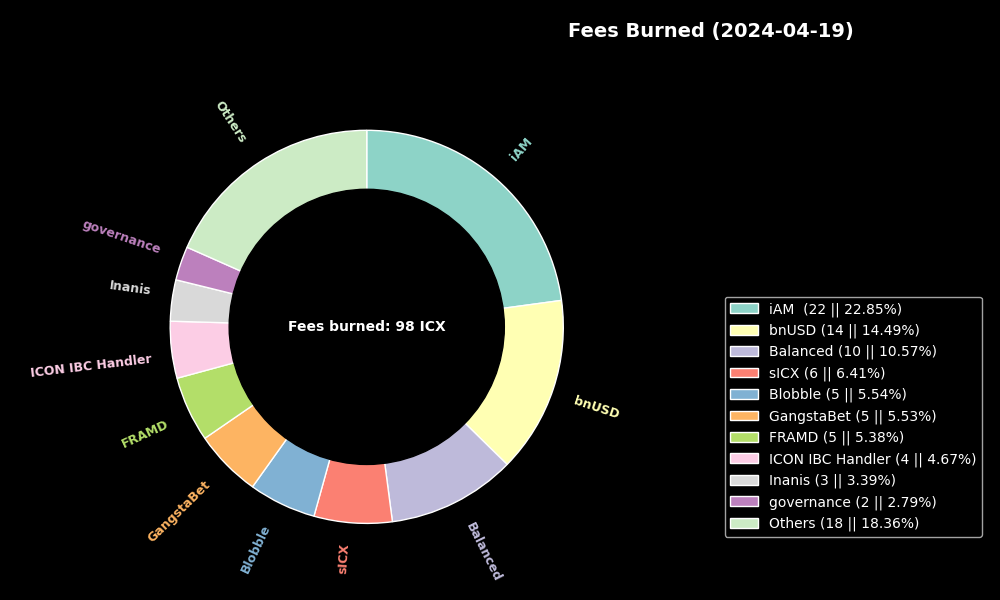 Fees Burned (2024-04-19)
Others
iAM
governance
Inanis
Fees burned: 98 ICX
ICON IBC Handler
bnUSD
FRAMD
GangstaBet
Blobble
sICX
Balanced
iAM  (22 || 22.85%)
bnUSD (14 || 14.49%)
Balanced (10 || 10.57%)
sICX (6 || 6.41%)
Blobble (5 || 5.54%)
GangstaBet (5 || 5.53%)
FRAMD (5 || 5.38%)
ICON IBC Handler (4 || 4.67%)
Inanis (3 || 3.39%)
governance (2 || 2.79%)
Others (18 || 18.36%)